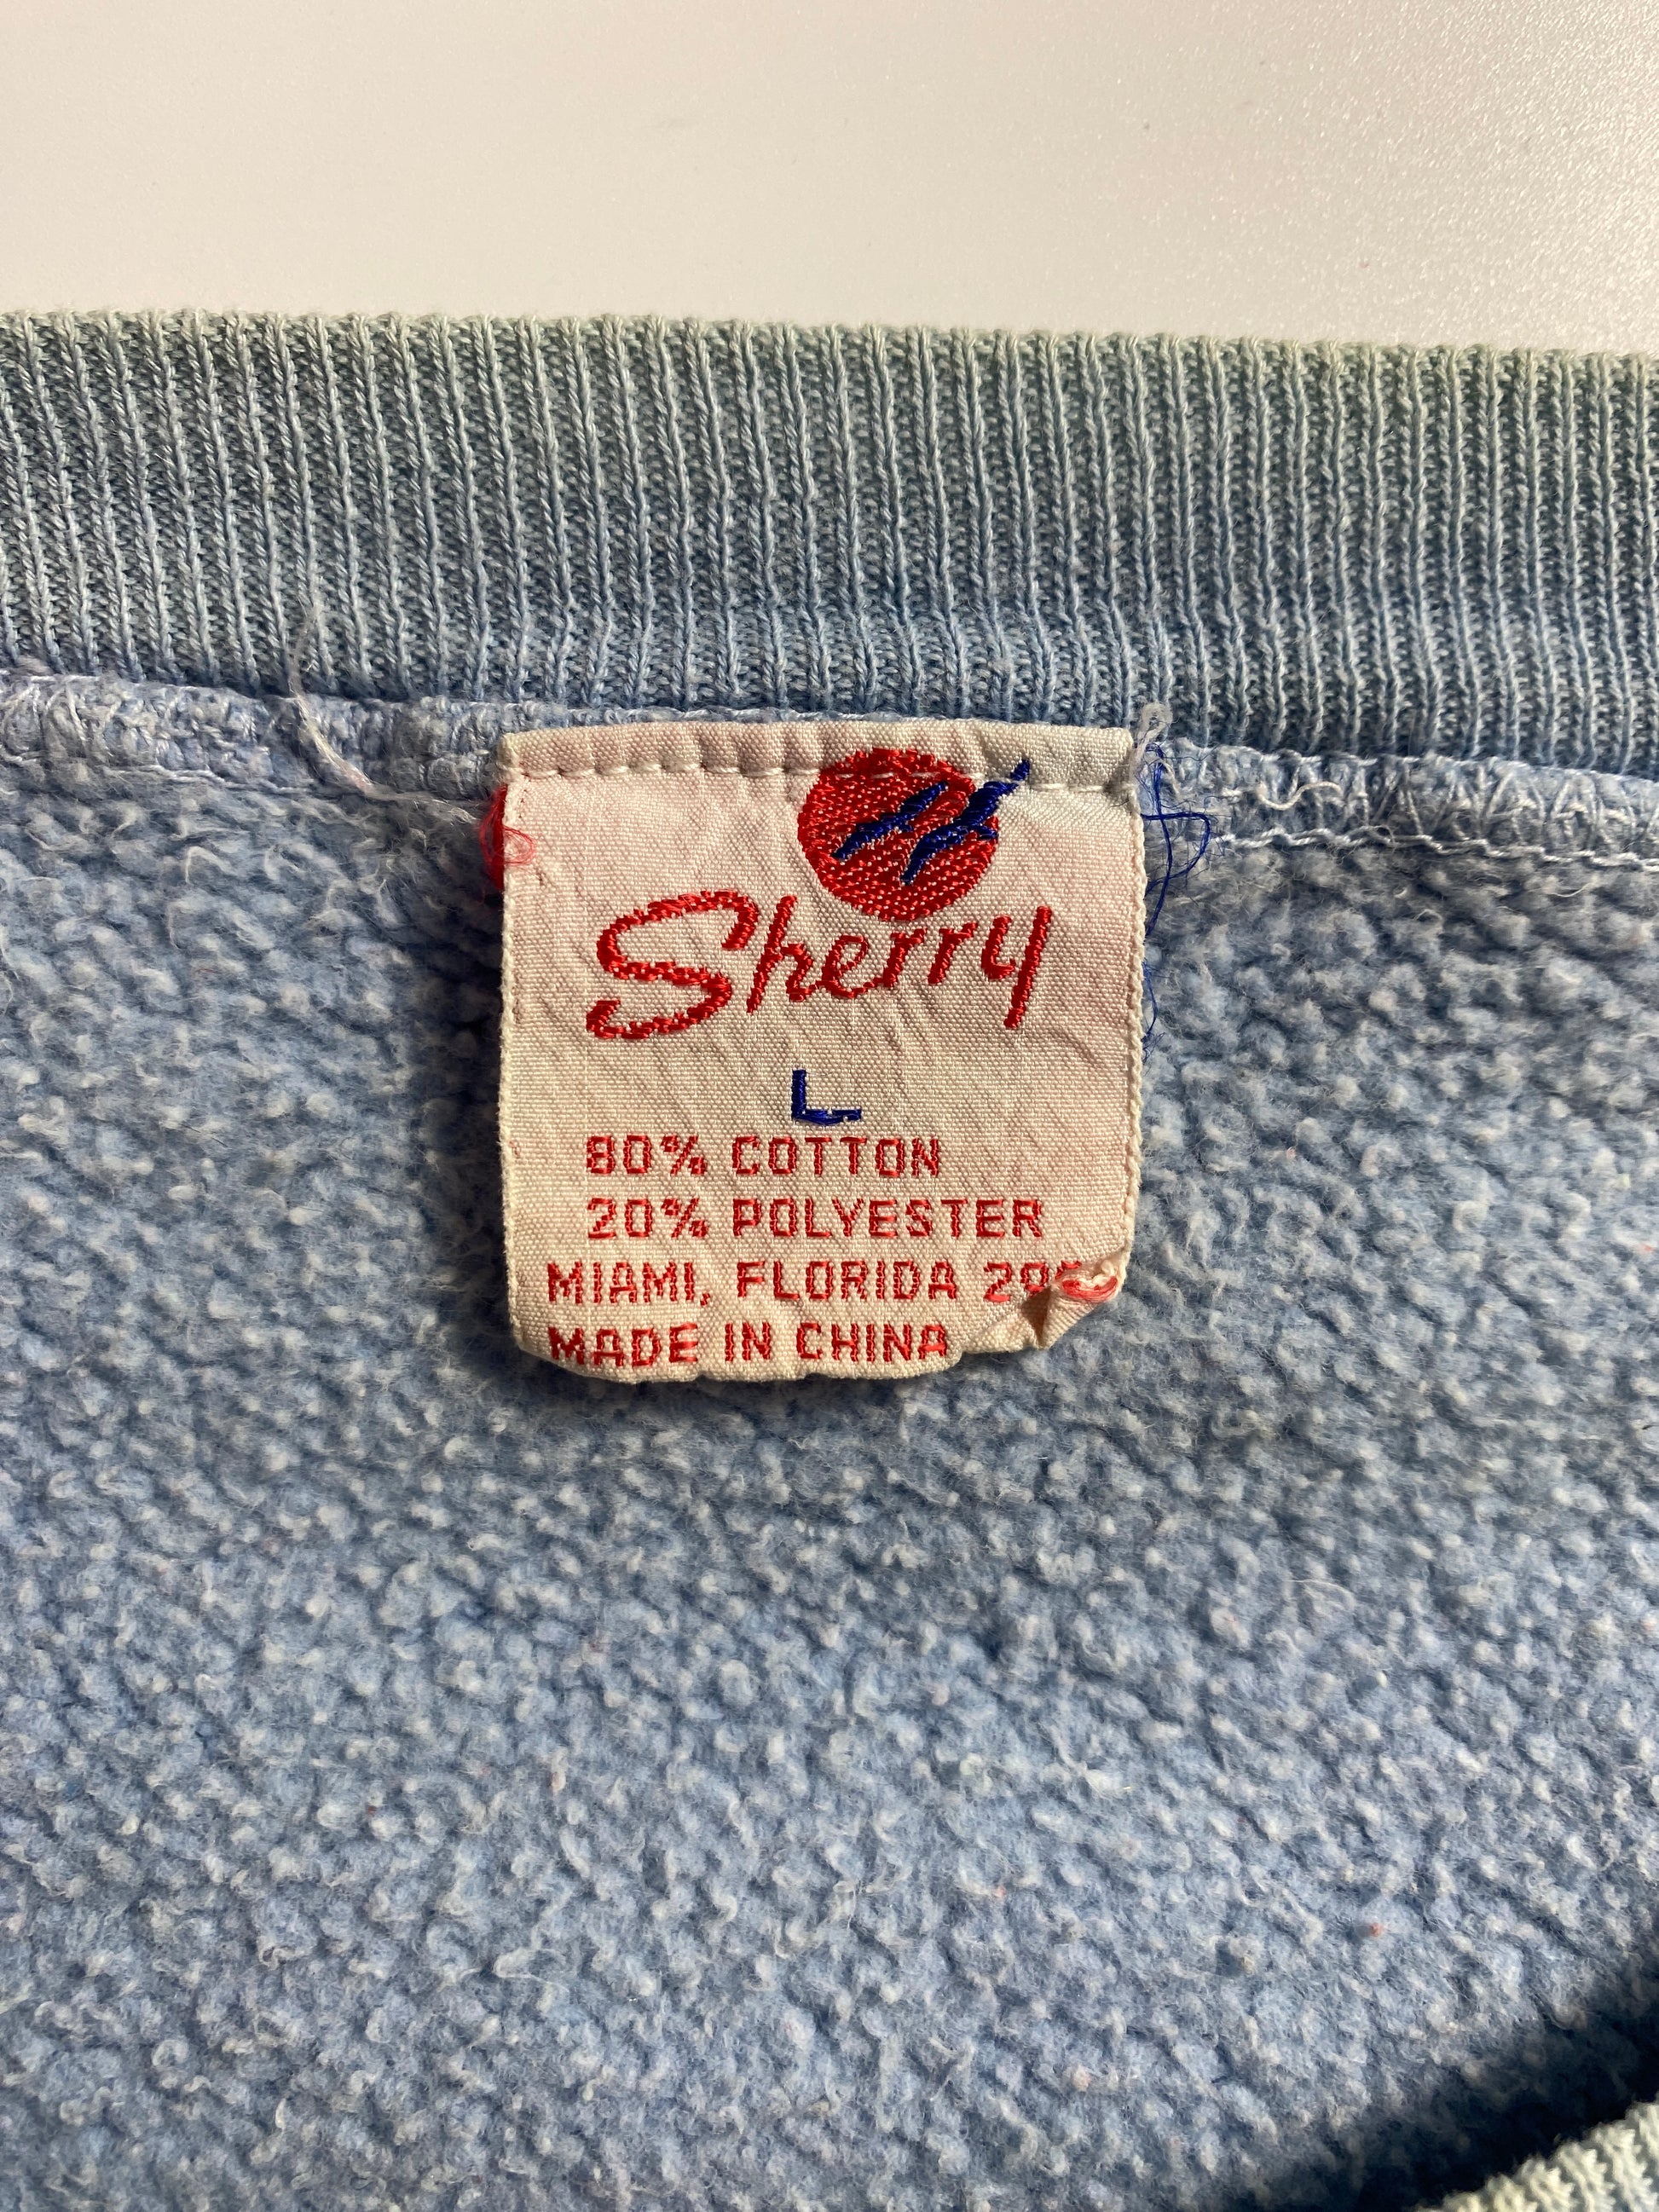 Sherry
L
80% COTTON
20% POLYESTER
MIAMI, FLORIDA
MADE IN CHINA